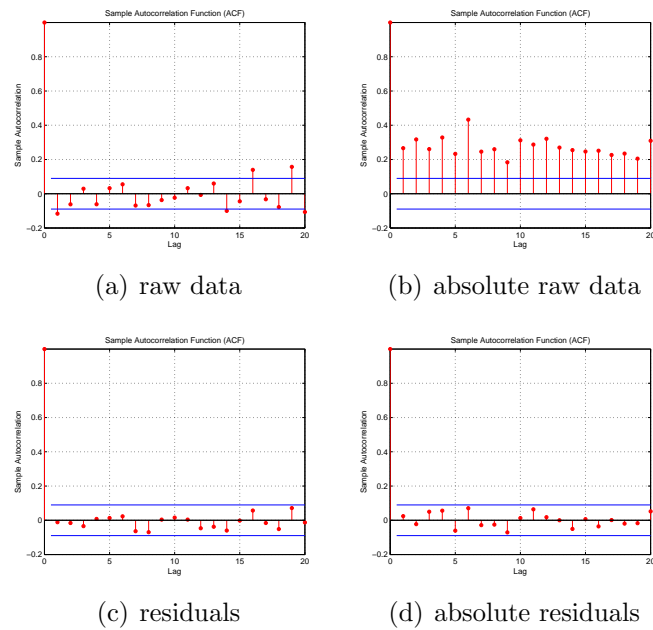 Sample Autocorrelation Function (ACF)
Sample Autocorrelation
0.8
0.6
0.4
0.2
0
−0.2
0 5 10 15 20
Lag
(a) raw data
Sample Autocorrelation Function (ACF)
Sample Autocorrelation
0.8
0.6
0.4
0.2
0
−0.2
0 5 10 15 20
Lag
(b) absolute raw data
Sample Autocorrelation Function (ACF)
Sample Autocorrelation
0.8
0.6
0.4
0.2
0
−0.2
0 5 10 15 20
Lag
(c) residuals
Sample Autocorrelation Function (ACF)
Sample Autocorrelation
0.8
0.6
0.4
0.2
0
−0.2
0 5 10 15 20
Lag
(d) absolute residuals